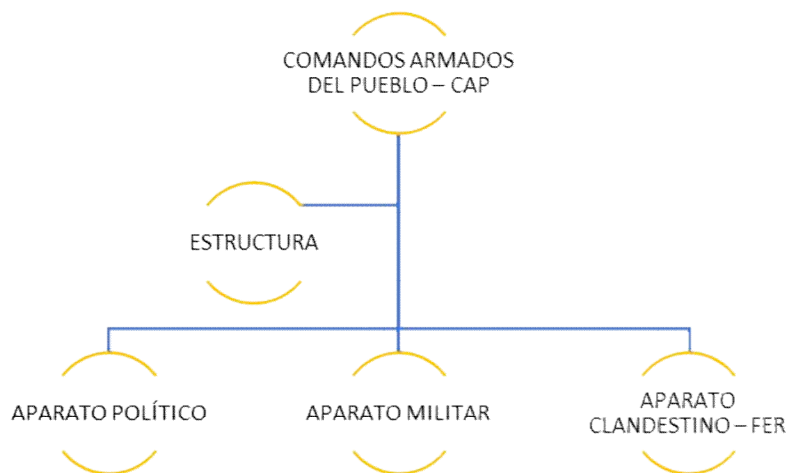 COMANDOS ARMADOS
DEL PUEBLO – CAP
ESTRUCTURA
APARATO POLÍTICO
APARATO MILITAR
APARATO
CLANDESTINO – FER